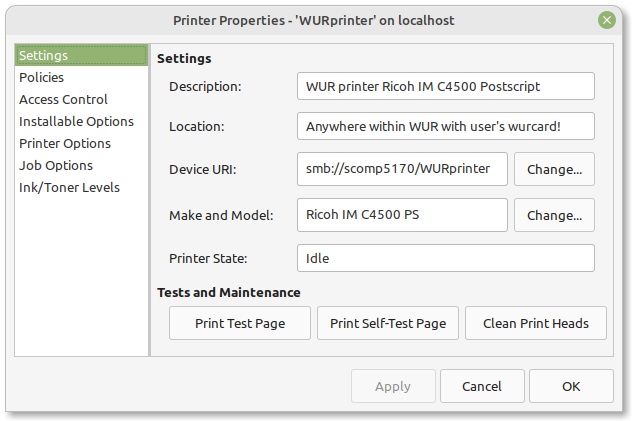 Printer Properties - 'WURprinter' on localhost
Settings
Policies
Access Control
Installable Options
Printer Options
Job Options
Ink/Toner Levels
Settings
Description: WUR printer Ricoh IM C4500 Postscript
Location: Anywhere within WUR with user's wurcard!
Device URI: smb://scomp5170/WURprinter Change...
Make and Model: Ricoh IM C4500 PS Change...
Printer State: Idle
Tests and Maintenance
Print Test Page Print Self-Test Page Clean Print Heads
Apply Cancel OK